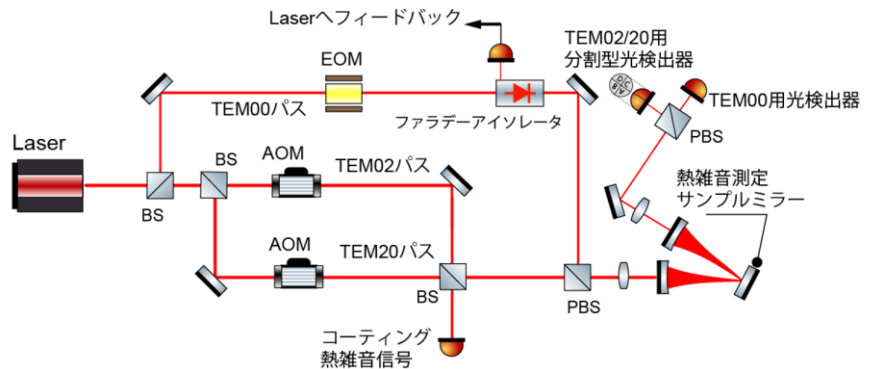 Laserへフィードバック
TEM02/20用
分割型光検出器
EOM
D C
A B
TEM00用光検出器
TEM00パス
ファラデーアイソレータ
PBS
Laser
BS
AOM
TEM02パス
熱雑音測定
サンプルミラー
BS
AOM
TEM20パス
BS
PBS
コーティング
熱雑音信号